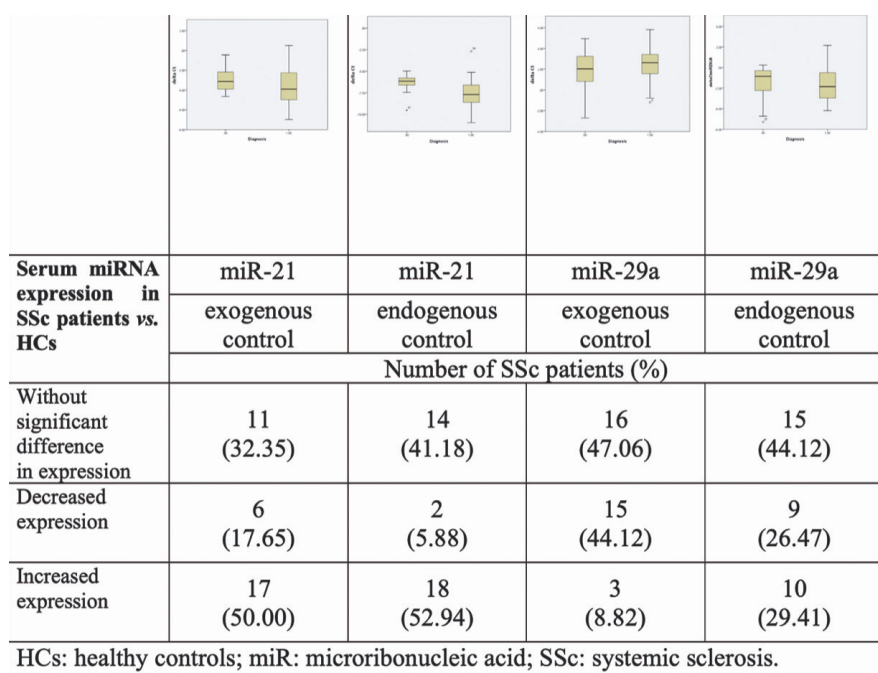 Diagnosis
Diagnosis
Diagnosis
Diagnosis
Serum miRNA
expression in
SSc patients vs.
HCs
miR-21
miR-21
miR-29a
miR-29a
exogenous
control
endogenous
control
exogenous
control
endogenous
control
Number of SSc patients (%)
Without
significant
difference
in expression
11
(32.35)
14
(41.18)
16
(47.06)
15
(44.12)
Decreased
expression
6
(17.65)
2
(5.88)
15
(44.12)
9
(26.47)
Increased
expression
17
(50.00)
18
(52.94)
3
(8.82)
10
(29.41)
HCs: healthy controls; miR: microribonucleic acid; SSc: systemic sclerosis.